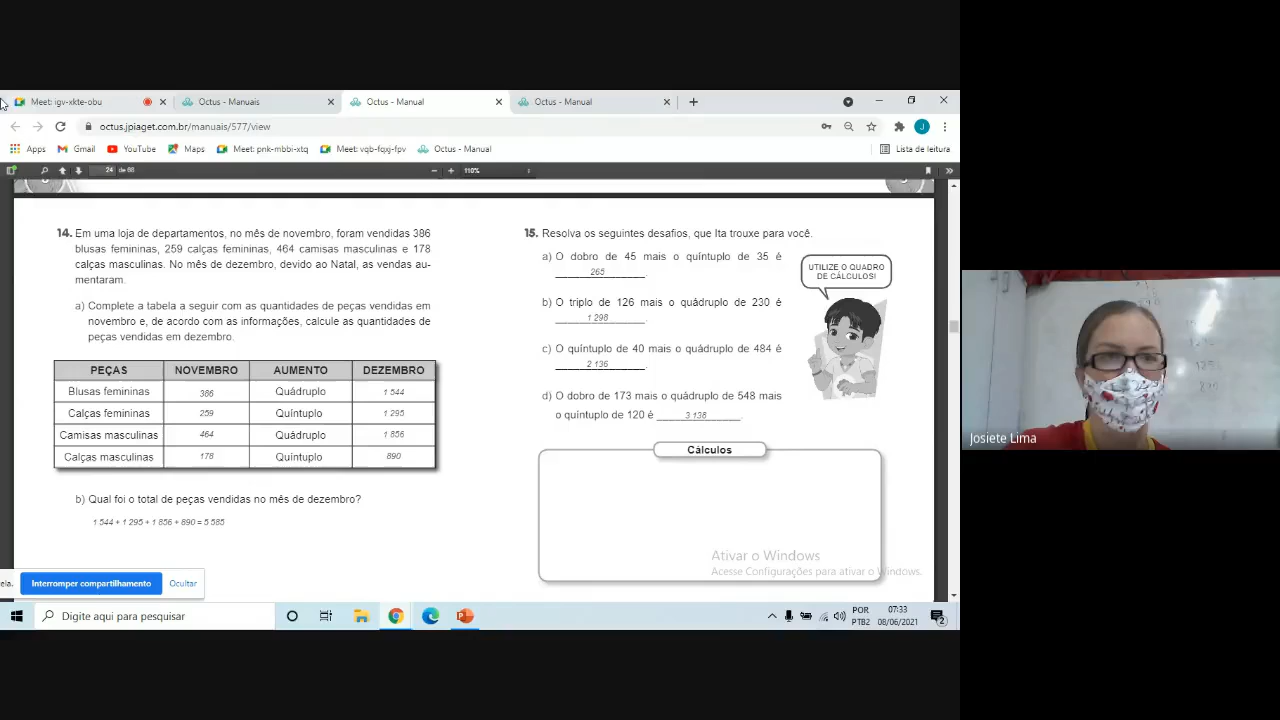 Meet: igv-xkte-obu
Octus - Manuais
Octus - Manual
Octus - Manual
octus.jpiaget.com.br/manuais/577/view
Apps
Gmail
YouTube
Maps
Meet: pnk-mbbi-xtq
Meet: vqb-fqxj-fpv
Octus - Manual
Lista de leitura
24 de 68
110%
14. Em uma loja de departamentos, no mês de novembro, foram vendidas 386
blusas femininas, 259 calças femininas, 464 camisas masculinas e 178
calças masculinas. No mês de dezembro, devido ao Natal, as vendas au-
mentaram.
a) Complete a tabela a seguir com as quantidades de peças vendidas em
novembro e, de acordo com as informações, calcule as quantidades de
peças vendidas em dezembro.
PEÇAS NOVEMBRO AUMENTO DEZEMBRO
Blusas femininas 386 Quádruplo 1 544
Calças femininas 259 Quíntuplo 1 295
Camisas masculinas 464 Quádruplo 1 856
Calças masculinas 178 Quíntuplo 890
b) Qual foi o total de peças vendidas no mês de dezembro?
1 544 + 1 295 + 1 856 + 890 = 5 585
15. Resolva os seguintes desafios, que Ita trouxe para você.
a) O dobro de 45 mais o quíntuplo de 35 é
265.
b) O triplo de 126 mais o quádruplo de 230 é
1 298.
c) O quíntuplo de 40 mais o quádruplo de 484 é
2 136.
d) O dobro de 173 mais o quádruplo de 548 mais
o quíntuplo de 120 é 3 138.
UTILIZE O QUADRO
DE CÁLCULOS!
Cálculos
Ativar o Windows
Acesse Configurações para ativar o Windows.
ela.
Interromper compartilhamento
Ocultar
Digite aqui para pesquisar
POR
PTB2
07:33
08/06/2021
2
Josiete Lima